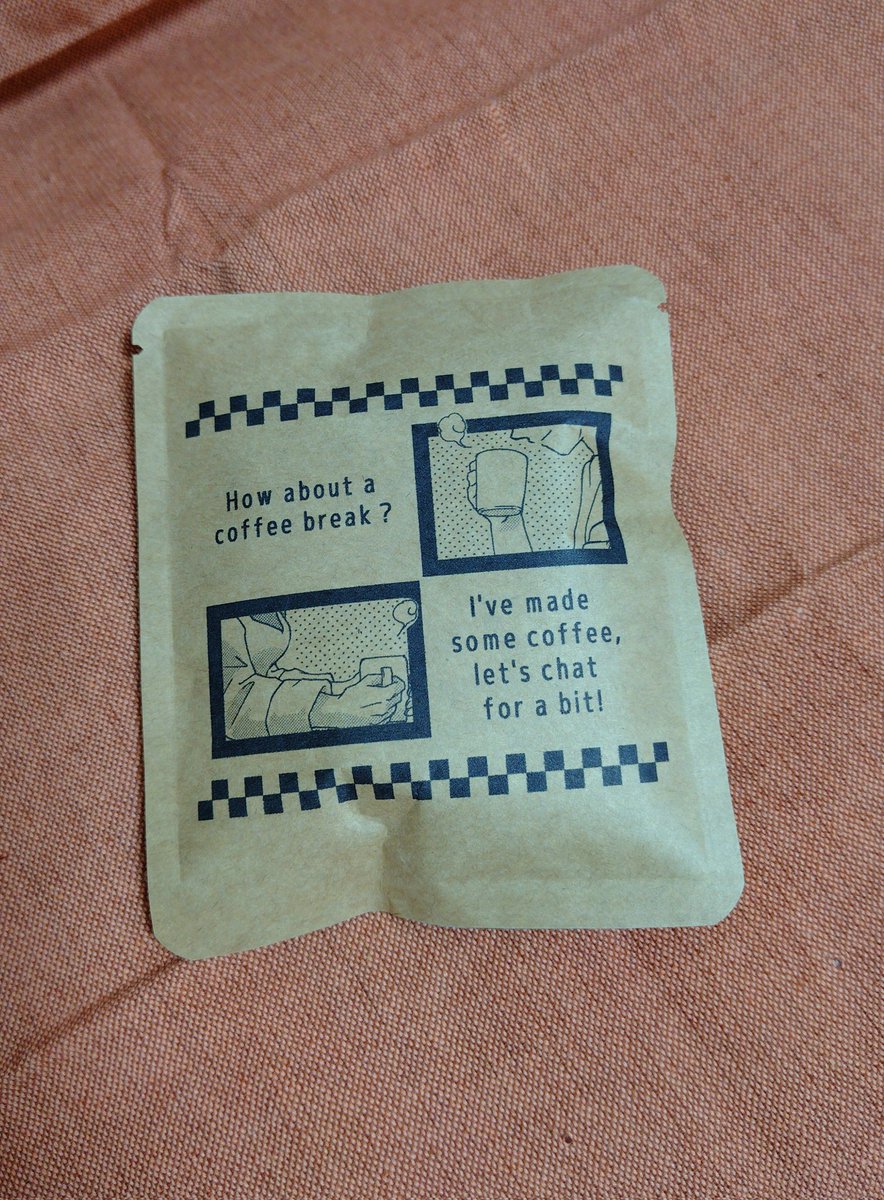 How about a
coffee break ?
I've made
some coffee,
let's chat
for a bit!